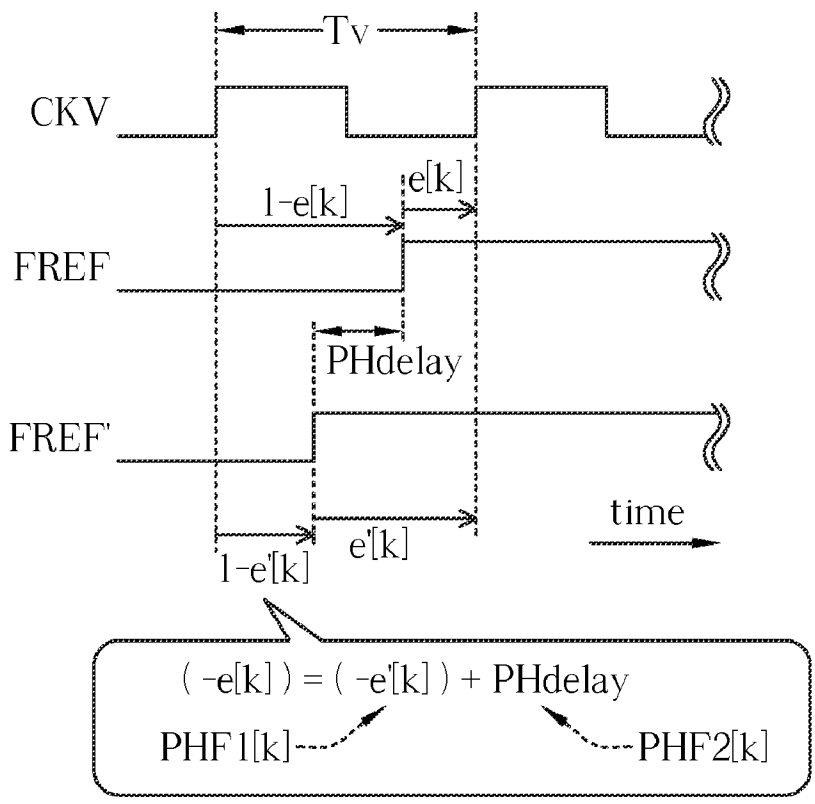 Tv
CKV
e[k]
1-e[k]
FREF
PHdelay
FREF'
time
e'[k]
1-e'[k]
(-e[k]) = (-e'[k]) + PHdelay
PHF1[k] PHF2[k]